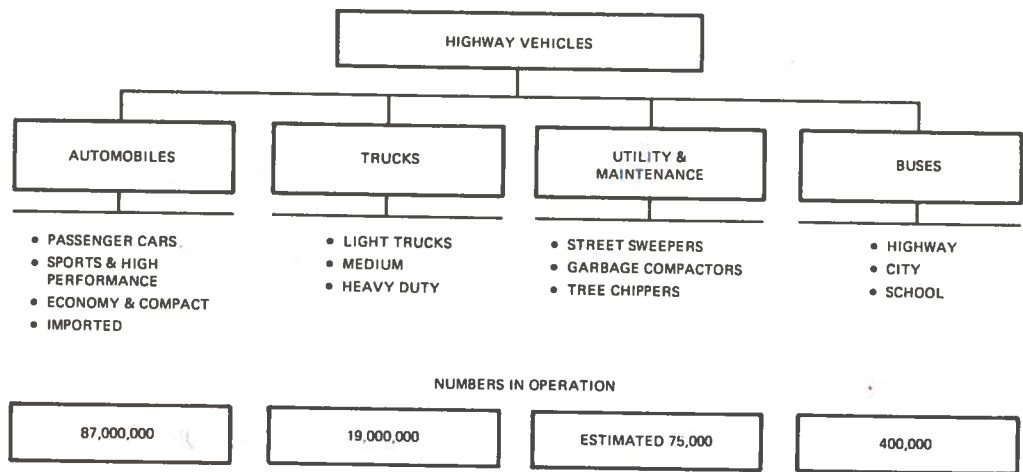 HIGHWAY VEHICLES
AUTOMOBILES
TRUCKS
UTILITY &
MAINTENANCE
BUSES
• PASSENGER CARS
• SPORTS & HIGH
PERFORMANCE
• ECONOMY & COMPACT
• IMPORTED
• LIGHT TRUCKS
• MEDIUM
• HEAVY DUTY
• STREET SWEEPERS
• GARBAGE COMPACTORS
• TREE CHIPPERS
• HIGHWAY
• CITY
• SCHOOL
NUMBERS IN OPERATION
87,000,000
19,000,000
ESTIMATED 75,000
400,000